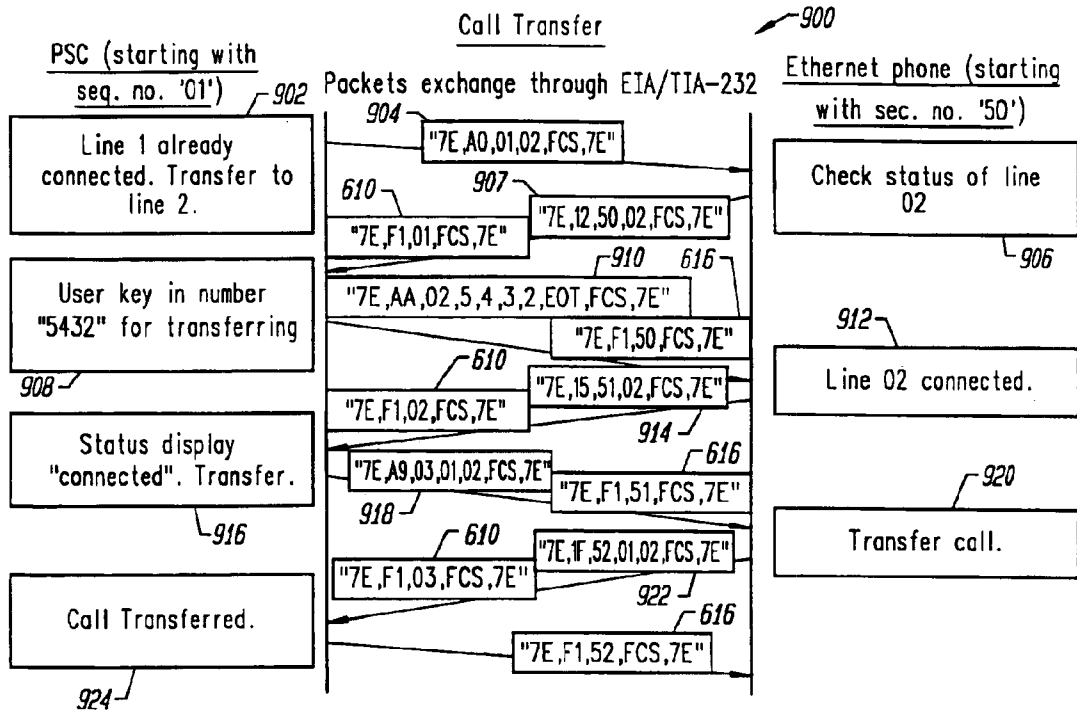 Call Transfer
900
PSC (starting with
seq. no. '01')
902
Packets exchange through EIA/TIA-232
Ethernet phone (starting
with sec. no. '50')
904
"7E,A0,01,02,FCS,7E"
Line 1 already
connected. Transfer to
line 2.
Check status of line
02
906
907
"7E,12,50,02,FCS,7E"
610
"7E,F1,01,FCS,7E"
910
616
"7E,AA,02,5,4,3,2,EOT,FCS,7E"
User key in number
"5432" for transferring
908
"7E,F1,50,FCS,7E"
912
Line 02 connected.
610
"7E,15,51,02,FCS,7E"
914
"7E,F1,02,FCS,7E"
Status display
"connected". Transfer.
916
616
"7E,A9,03,01,02,FCS,7E"
918
"7E,F1,51,FCS,7E"
920
Transfer call.
610
"7E,1F,52,01,02,FCS,7E"
922
"7E,F1,03,FCS,7E"
Call Transferred.
924
616
"7E,F1,52,FCS,7E"